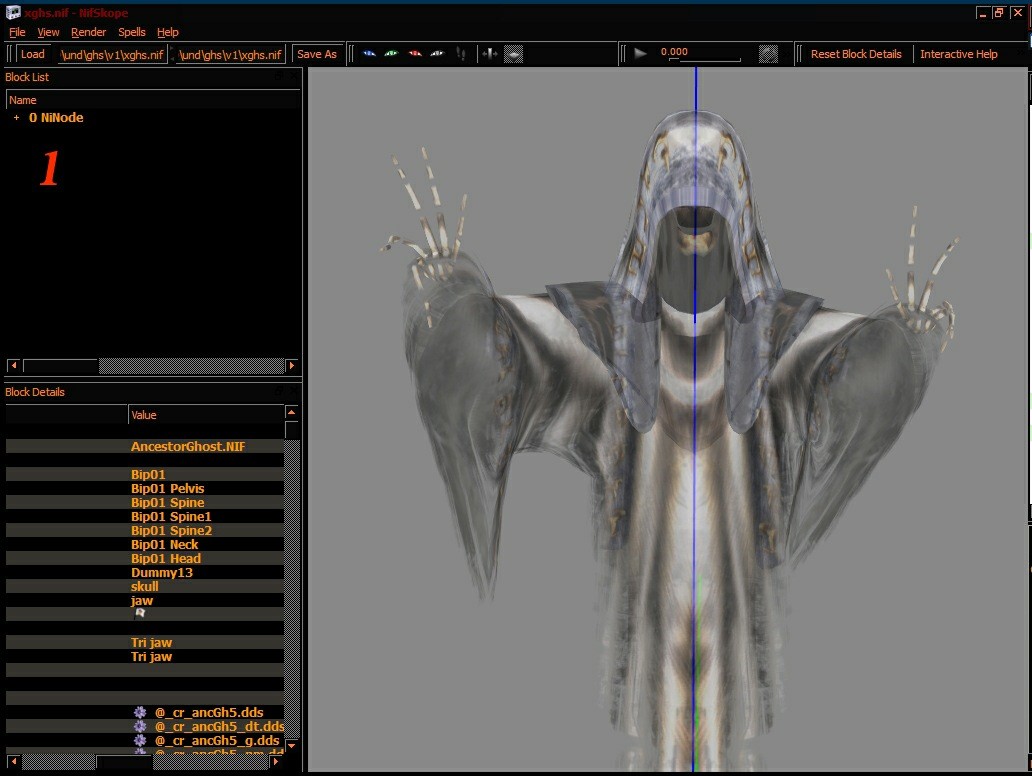 xghs.nif - NifSkope
File View Render Spells Help
Load \und\ghs\v1\xghs.nif \und\ghs\v1\xghs.nif Save As 0.000 Reset Block Details Interactive Help
Block List
Name
+ 0 NiNode
1
Block Details
Value
AncestorGhost.NIF
Bip01
Bip01 Pelvis
Bip01 Spine
Bip01 Spine1
Bip01 Spine2
Bip01 Neck
Bip01 Head
Dummy13
skull
jaw
Tri jaw
Tri jaw
@_cr_ancGh5.dds
@_cr_ancGh5_dt.dds
@_cr_ancGh5_g.dds